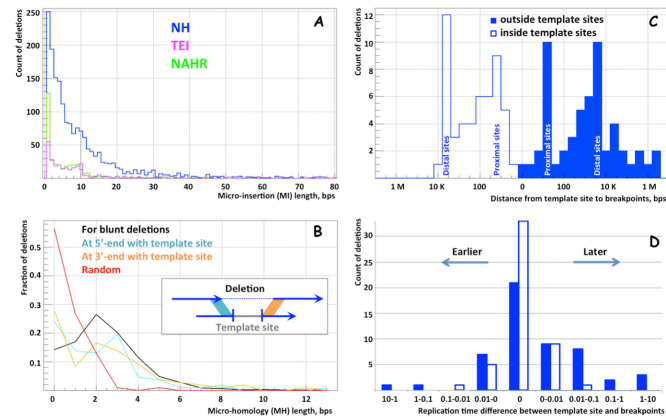 A
NH
TEI
NAHR
Count of deletions
250
200
150
100
50
0 10 20 30 40 50 60 70 80
Micro-insertion (MI) length, bps
C
outside template sites
inside template sites
Count of deletions
12
10
8
6
4
2
0
Distal sites
Proximal sites
Proximal sites
Distal sites
1 M 10 K 100 0 100 10 K 1 M
Distance from template site to breakpoints, bps
B
For blunt deletions
At 5’-end with template site
At 3’-end with template site
Random
Deletion
Template site
Fraction of deletions
0.5
0.4
0.3
0.2
0.1
0 2 4 6 8 10 12
Micro-homology (MH) length, bps
D
Earlier
Later
Count of deletions
30
25
20
15
10
5
10-1 1-0.1 0.1-0.01 0.01-0 0 0-0.01 0.01-0.1 0.1-1 1-10
Replication time difference between template site and breakpoints